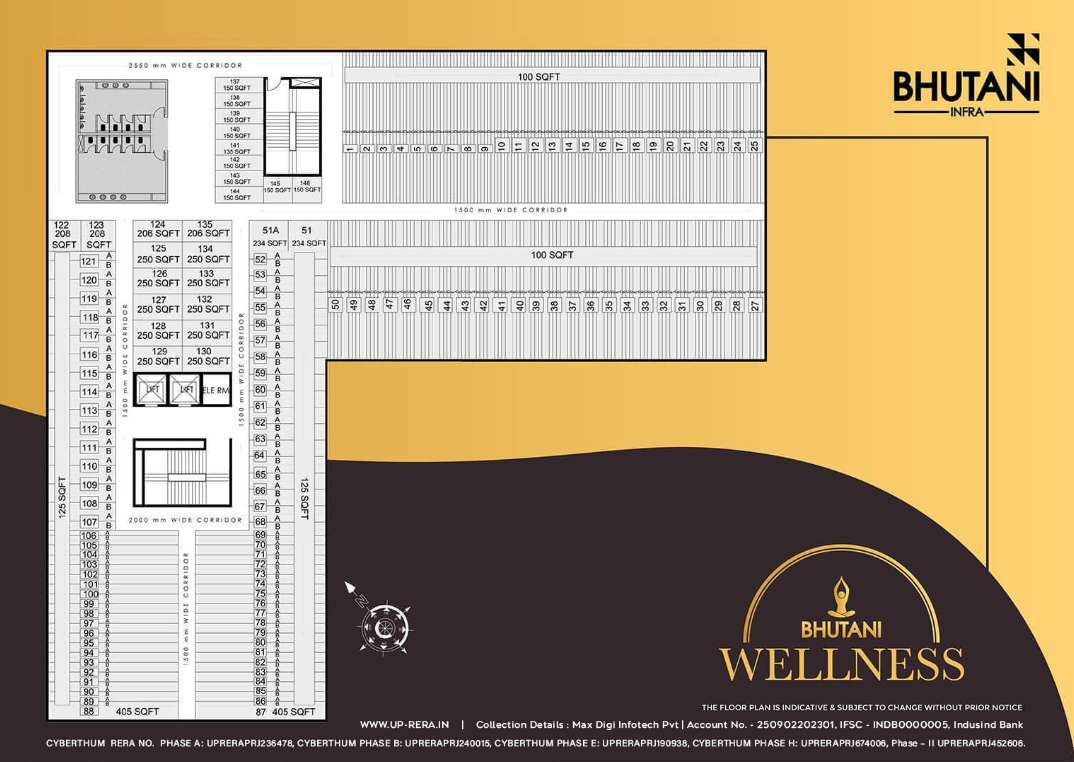 BHUTANI
INFRA
2550 mm WIDE CORRIDOR
137
150 SQFT
138
150 SQFT
139
150 SQFT
140
150 SQFT
141
135 SQFT
142
150 SQFT
143
150 SQFT
144
150 SQFT
145 146
150 SQFT 150 SQFT
100 SQFT
1 2 3 4 5 6 7 8 9 10 11 12 13 14 15 16 17 18 19 20 21 22 23 24 25
1500 mm WIDE CORRIDOR
100 SQFT
50 49 48 47 46 45 44 43 42 41 40 39 38 37 36 35 34 33 32 31 30 29 28 27
122
208
SQFT
123
208
SQFT
124
206 SQFT
135
206 SQFT
125
250 SQFT
134
250 SQFT
126
250 SQFT
133
250 SQFT
127
250 SQFT
132
250 SQFT
128
250 SQFT
131
250 SQFT
129
250 SQFT
130
250 SQFT
LIFT LIFT ELE RM
51A 51
234 SQFT 234 SQFT
121 A B
120 A B
119 A B
118 A B
117 A B
116 A B
115 A B
114 A B
113 A B
112 A B
111 A B
110 A B
109 A B
108 A B
107 A B
106 A B
105 A B
104 A B
103 A B
102 A B
101 A B
100 A B
99 A B
98 A B
97 A B
96 A B
95 A B
94 A B
93 A B
92 A B
91 A B
90 A B
89 A B
88 405 SQFT
125 SQFT
1500 mm WIDE CORRIDOR
1500 mm WIDE CORRIDOR
2000 mm WIDE CORRIDOR
1500 mm WIDE CORRIDOR
52 A B
53 A B
54 A B
55 A B
56 A B
57 A B
58 A B
59 A B
60 A B
61 A B
62 A B
63 A B
64 A B
65 A B
66 A B
67 A B
68 A B
69 A B
70 A B
71 A B
72 A B
73 A B
74 A B
75 A B
76 A B
77 A B
78 A B
79 A B
80 A B
81 A B
82 A B
83 A B
84 A B
85 A B
86 A B
87 405 SQFT
125 SQFT
N
BHUTANI
WELLNESS
THE FLOOR PLAN IS INDICATIVE & SUBJECT TO CHANGE WITHOUT PRIOR NOTICE
WWW.UP-RERA.IN | Collection Details : Max Digi Infotech Pvt | Account No. - 250902202301, IFSC - INDB0000005, Indusind Bank
CYBERTHUM RERA NO. PHASE A: UPRERAPRJ236478, CYBERTHUM PHASE B: UPRERAPRJ240015, CYBERTHUM PHASE E: UPRERAPRJ190938, CYBERTHUM PHASE H: UPRERAPRJ674006, Phase – II UPRERAPRJ452606.